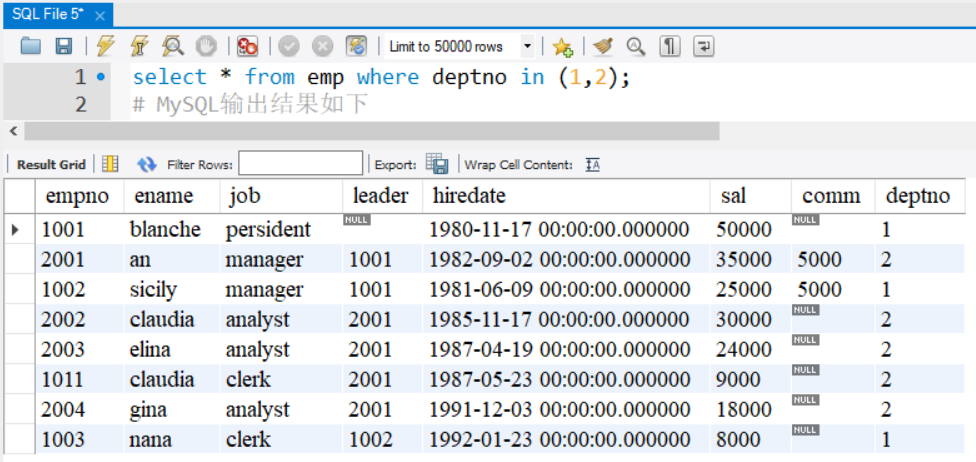 SQL File 5* ×
Limit to 50000 rows
1 select * from emp where deptno in (1,2);
2 # MySQL输出结果如下
Result Grid Filter Rows: Export: Wrap Cell Content: IA
empno ename job leader hiredate sal comm deptno
1001 blanche persident NULL 1980-11-17 00:00:00.000000 50000 NULL 1
2001 an manager 1001 1982-09-02 00:00:00.000000 35000 5000 2
1002 sicily manager 1001 1981-06-09 00:00:00.000000 25000 5000 1
2002 claudia analyst 2001 1985-11-17 00:00:00.000000 30000 NULL 2
2003 elina analyst 2001 1987-04-19 00:00:00.000000 24000 NULL 2
1011 claudia clerk 2001 1987-05-23 00:00:00.000000 9000 NULL 2
2004 gina analyst 2001 1991-12-03 00:00:00.000000 18000 NULL 2
1003 nana clerk 1002 1992-01-23 00:00:00.000000 8000 NULL 1